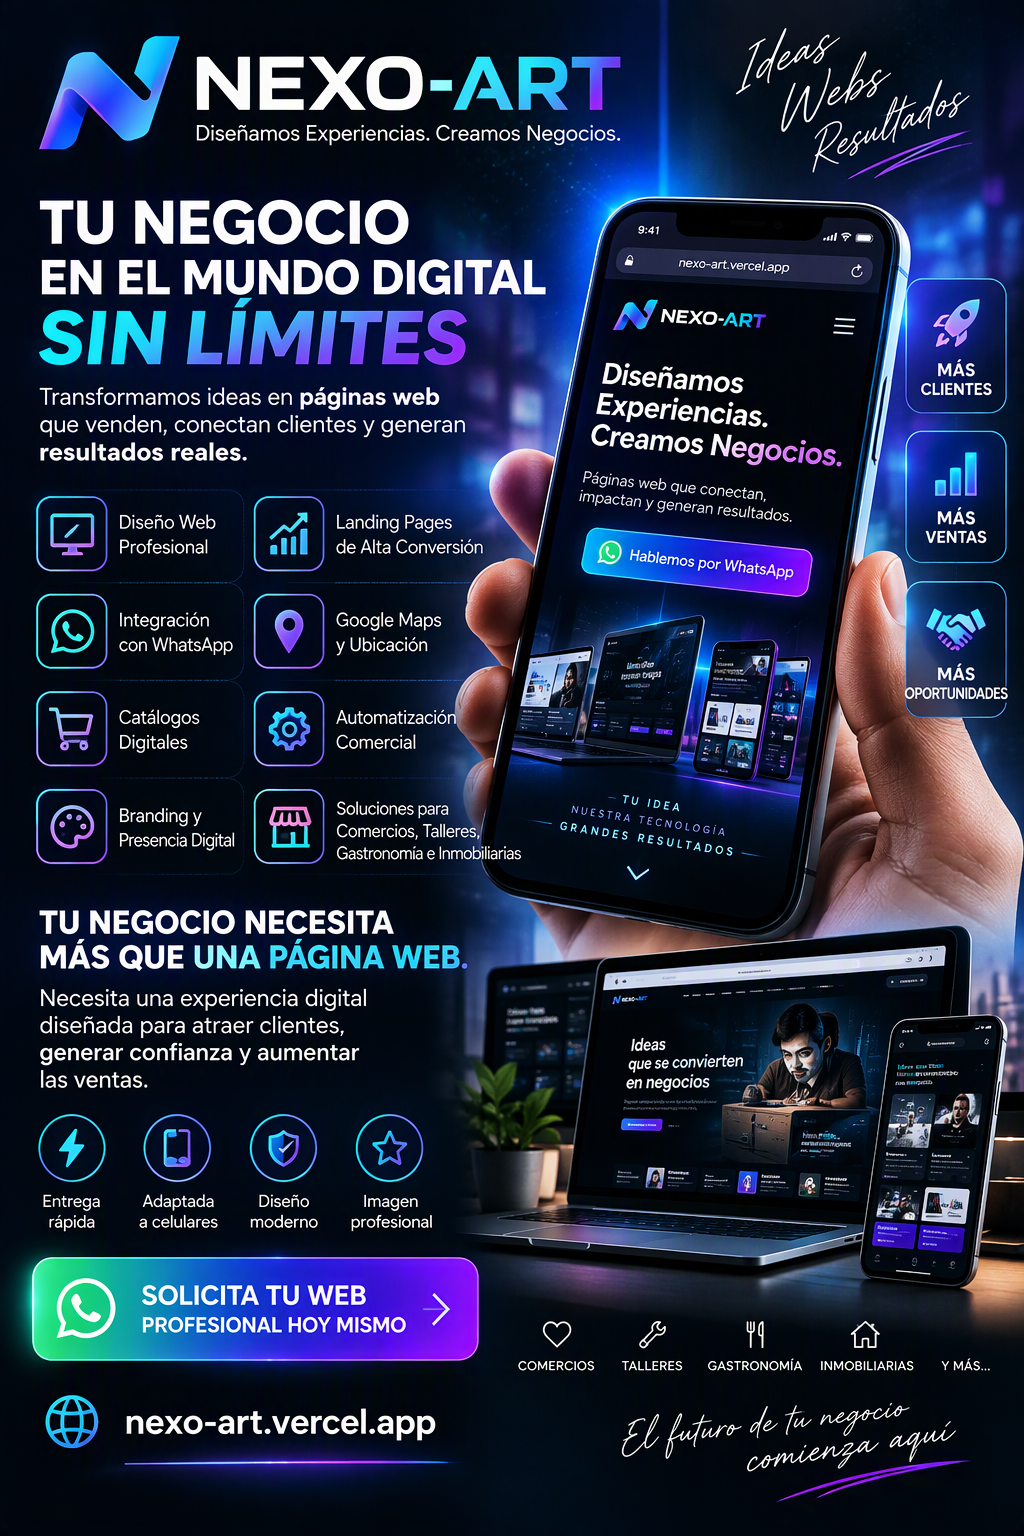 NEXO-ART
Diseñamos Experiencias. Creamos Negocios.
Ideas
Webs
Resultados
TU NEGOCIO
EN EL MUNDO DIGITAL
SIN LÍMITES
Transformamos ideas en páginas web
que venden, conectan clientes y generan
resultados reales.
Diseño Web
Profesional
Landing Pages
de Alta Conversión
Integración
con WhatsApp
Google Maps
y Ubicación
Catálogos
Digitales
Automatización
Comercial
Branding y
Presencia Digital
Soluciones para
Comercios, Talleres,
Gastronomía e Inmobiliarias
9:41
nexo-art.vercel.app
NEXO-ART
Diseñamos
Experiencias.
Creamos Negocios.
Páginas web que conectan,
impactan y generan resultados.
Hablemos por WhatsApp
TU IDEA
NUESTRA TECNOLOGÍA
GRANDES RESULTADOS
MÁS
CLIENTES
MÁS
VENTAS
MÁS
OPORTUNIDADES
TU NEGOCIO NECESITA
MÁS QUE UNA PÁGINA WEB.
Necesita una experiencia digital
diseñada para atraer clientes,
generar confianza y aumentar
las ventas.
Entrega
rápida
Adaptada
a celulares
Diseño
moderno
Imagen
profesional
NEXO-ART
Ideas
que se convierten
en negocios
SOLICITA TU WEB
PROFESIONAL HOY MISMO
COMERCIOS
TALLERES
GASTRONOMÍA
INMOBILIARIAS
Y MÁS...
nexo-art.vercel.app
El futuro de tu negocio
comienza aquí